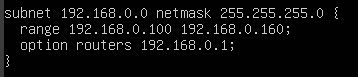 subnet 192.168.0.0 netmask 255.255.255.0 {
  range 192.168.0.100 192.168.0.160;
  option routers 192.168.0.1;
}